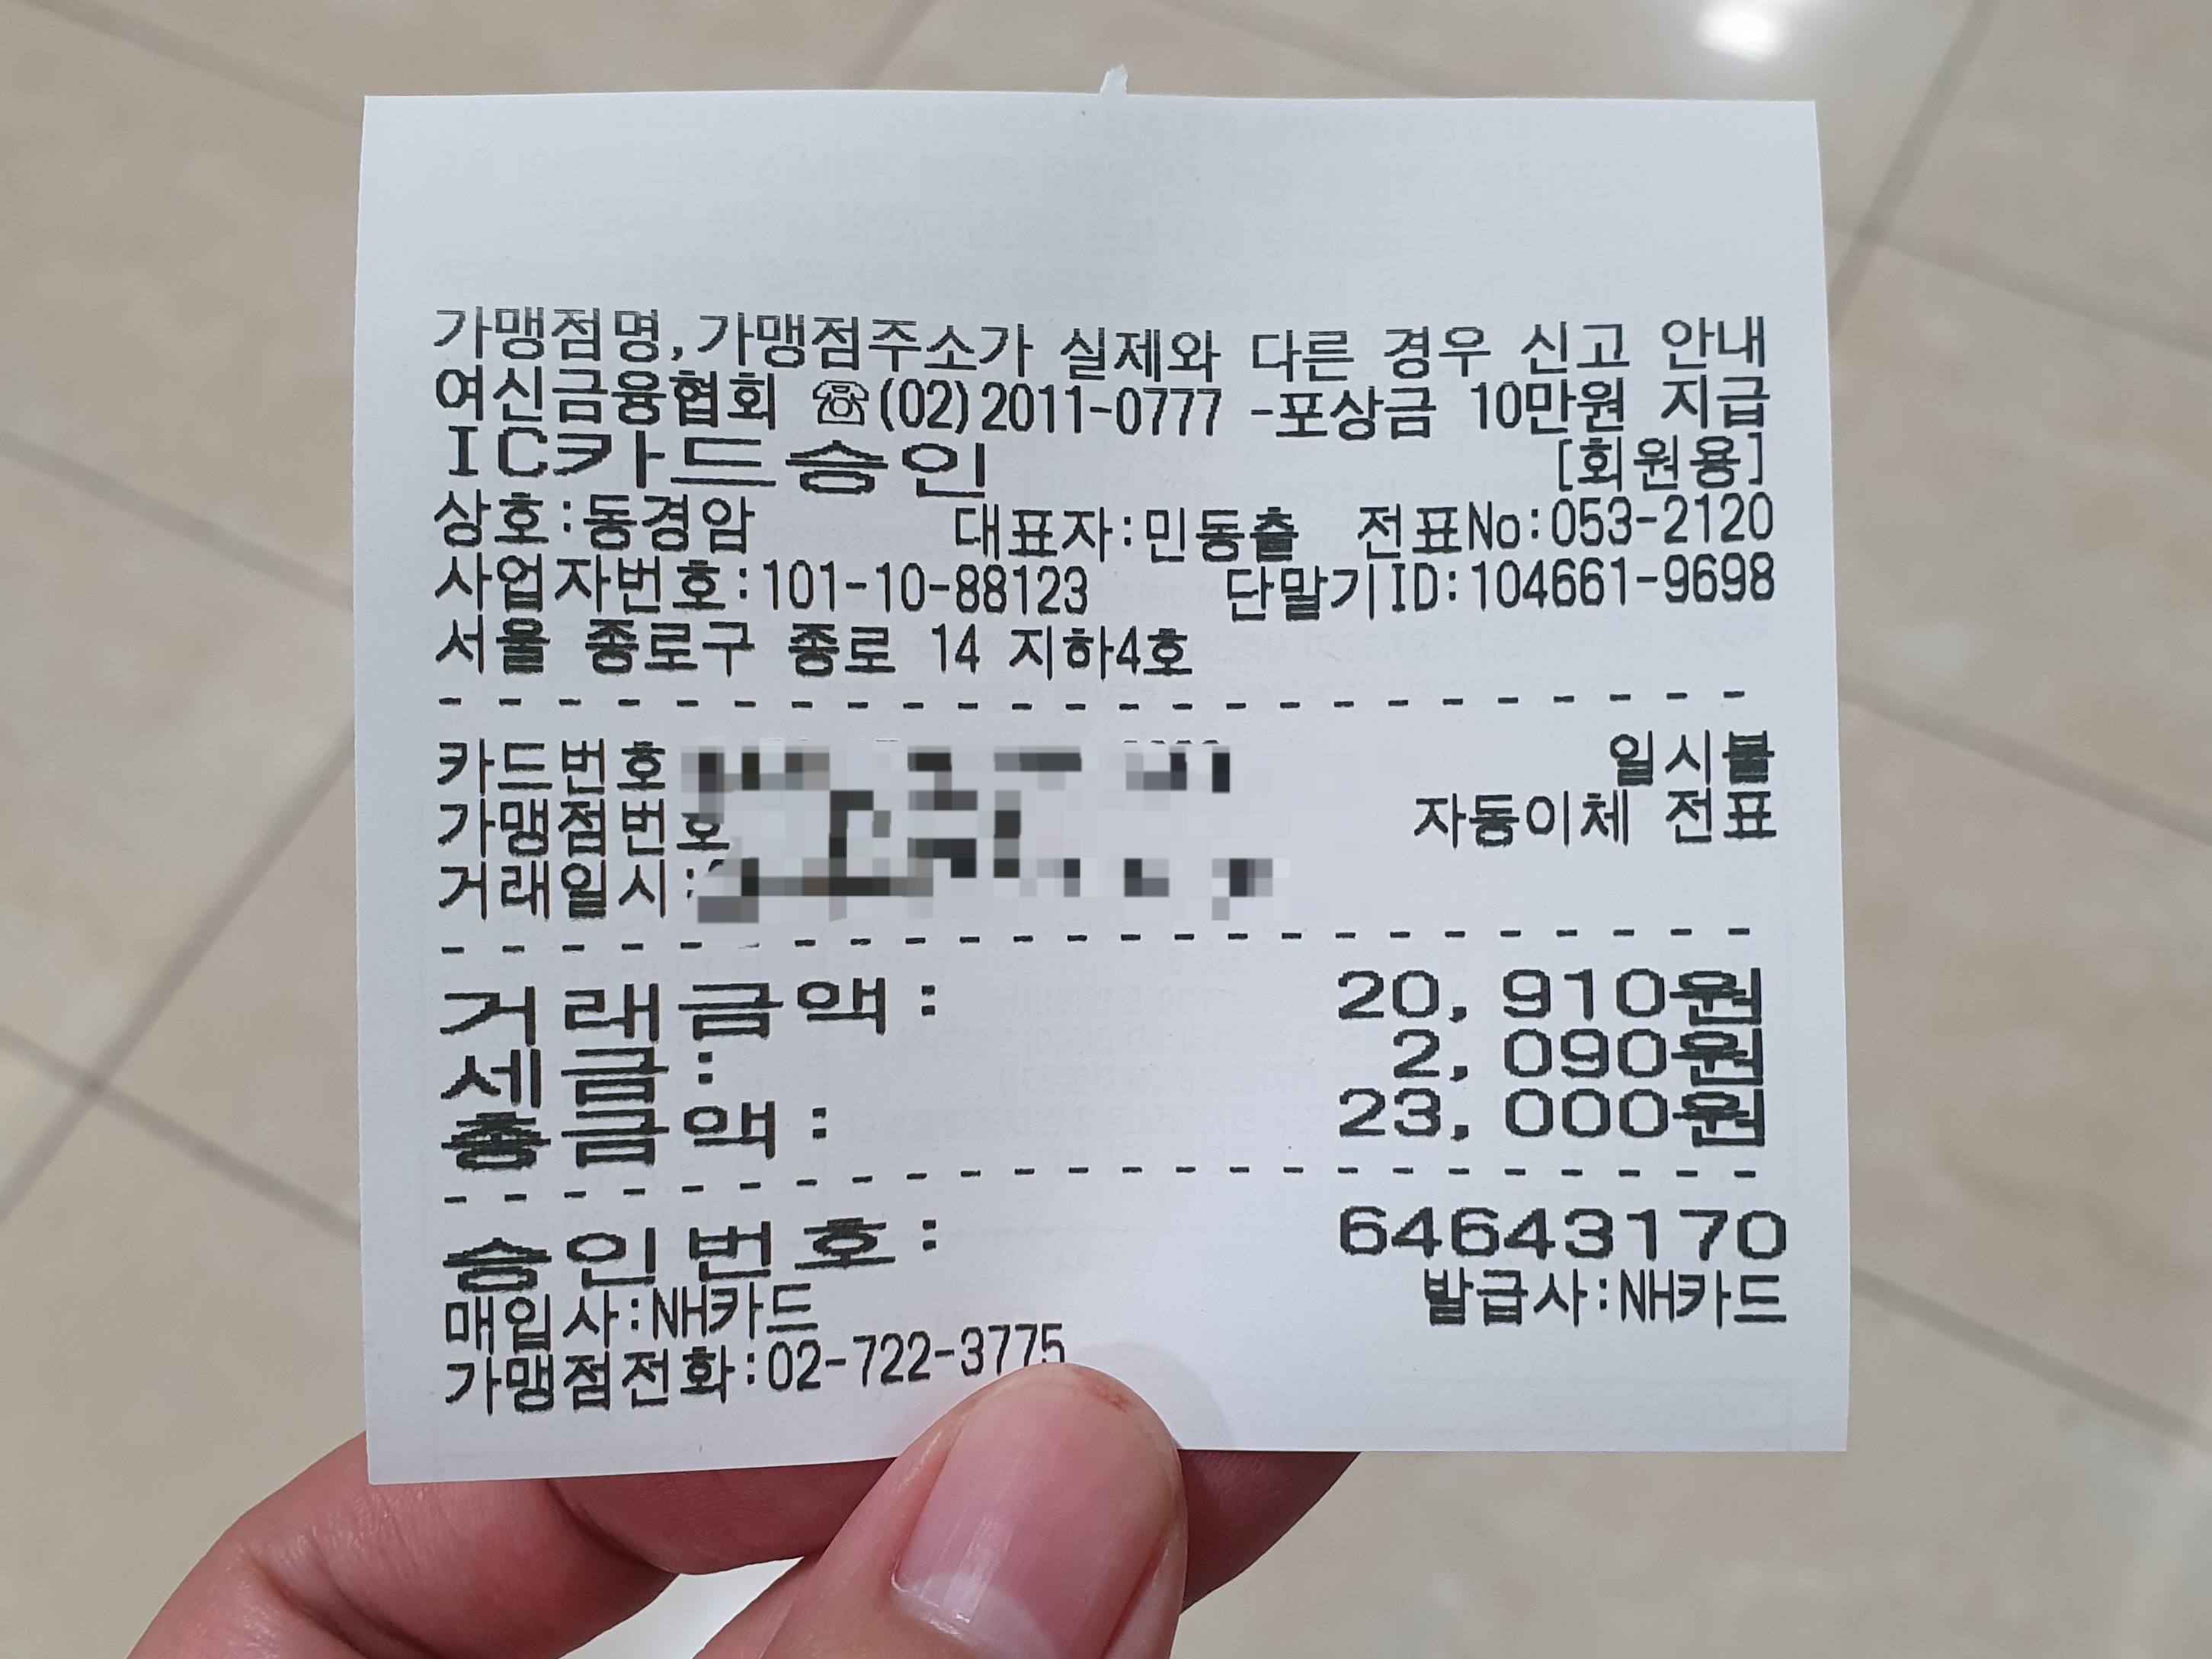 가맹점명,가맹점주소가 실제와 다른 경우 신고 안내
여신금융협회 ☏(02)2011-0777 -포상금 10만원 지급
IC카드승인 [회원용]
상호:동경암 대표자:민동출 전표No:053-2120
사업자번호:101-10-88123 단말기ID:104661-9698
서울 종로구 종로 14 지하4호
카드번호 일시불
가맹점번호 자동이체 전표
거래일시:
거래금액: 20,910원
세금: 2,090원
총금액: 23,000원
승인번호: 64643170
매입사:NH카드 발급사:NH카드
가맹점전화:02-722-3775